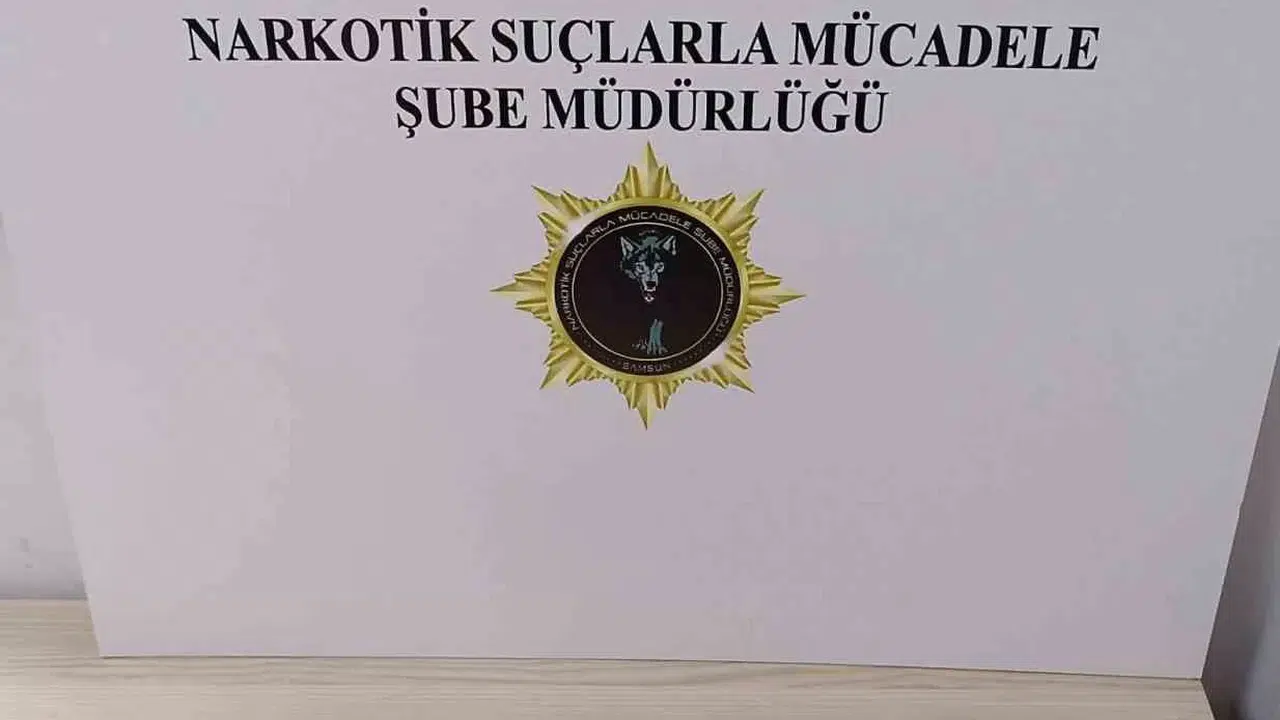 NARKOTİK SUÇLARLA MÜCADELE
ŞUBE MÜDÜRLÜĞÜ
NARKOTİK SUÇLARLA MÜCADELE ŞUBE MÜDÜRLÜĞÜ
SAMSUN